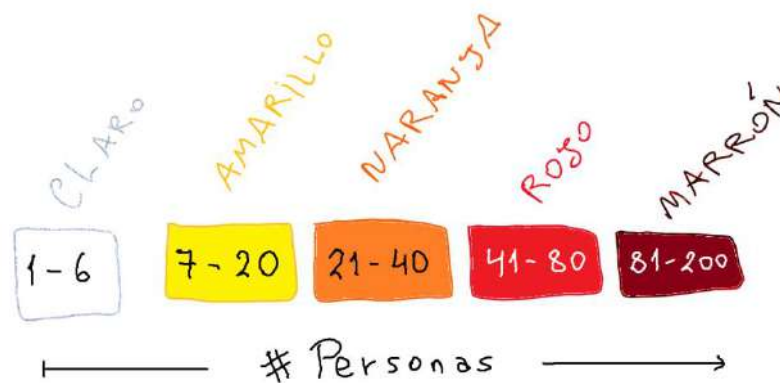 CLARO
AMARILLO
NARANJA
ROJO
MARRÓN
1-6
7-20
21-40
41-80
81-200
# Personas